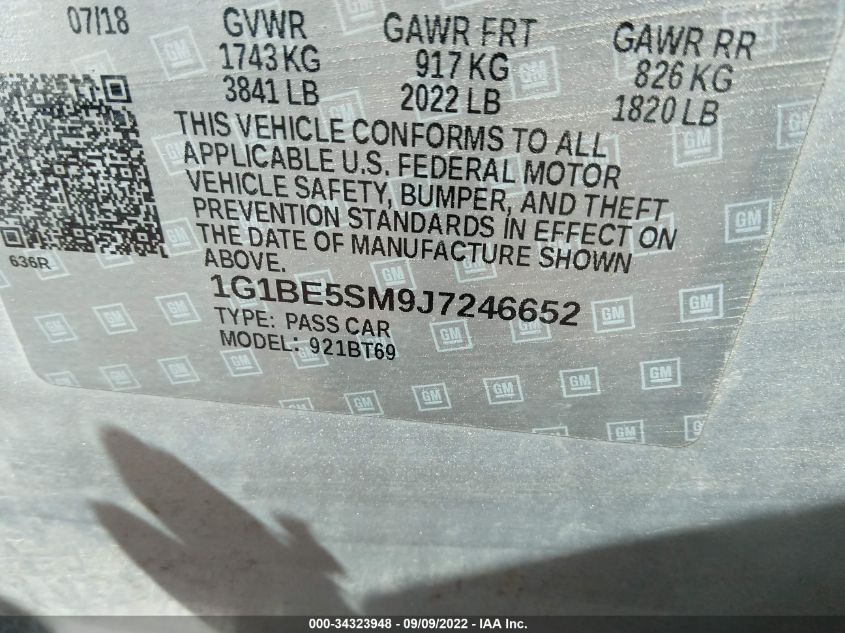 07/18 GVWR GAWR FRT GAWR RR
1743 KG 917 KG 826 KG
3841 LB 2022 LB 1820 LB
THIS VEHICLE CONFORMS TO ALL
APPLICABLE U.S. FEDERAL MOTOR
VEHICLE SAFETY, BUMPER, AND THEFT
PREVENTION STANDARDS IN EFFECT ON
THE DATE OF MANUFACTURE SHOWN
ABOVE.
636R
1G1BE5SM9J7246652
TYPE: PASS CAR
MODEL: 921BT69
GM
000-34323948 - 09/09/2022 - IAA Inc.